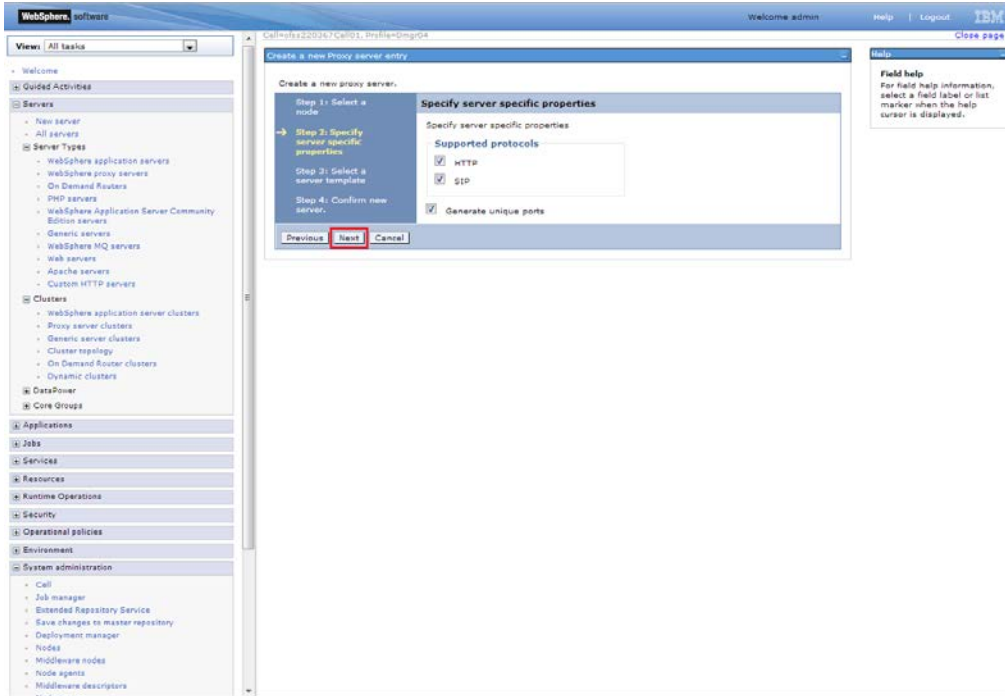 WebSphere. software
Welcome admin
Help | Logout
IBM
View: All tasks
Welcome
Guided Activities
Servers
New server
All servers
Server Types
WebSphere application servers
WebSphere proxy servers
On Demand Routers
PHP servers
WebSphere Application Server Community
Edition servers
Generic servers
WebSphere MQ servers
Web servers
Apache servers
Custom HTTP servers
Clusters
WebSphere application server clusters
Proxy server clusters
Generic server clusters
Cluster topology
On Demand Router clusters
Dynamic clusters
DataPower
Core Groups
Applications
Jobs
Services
Resources
Runtime Operations
Security
Operational policies
Environment
System administration
Cell
Job manager
Extended Repository Service
Save changes to master repository
Deployment manager
Nodes
Middleware nodes
Node agents
Middleware descriptors
Profile=Dmgr04
Close page
Create a new Proxy server entry
Create a new proxy server.
Step 1: Select a
node
Step 2: Specify
server specific
properties
Step 3: Select a
server template
Step 4: Confirm new
server.
Specify server specific properties
Specify server specific properties
Supported protocols
HTTP
SIP
Generate unique ports
Previous Next Cancel
Help
Field help
For field help information,
select a field label or list
marker when the help
cursor is displayed.